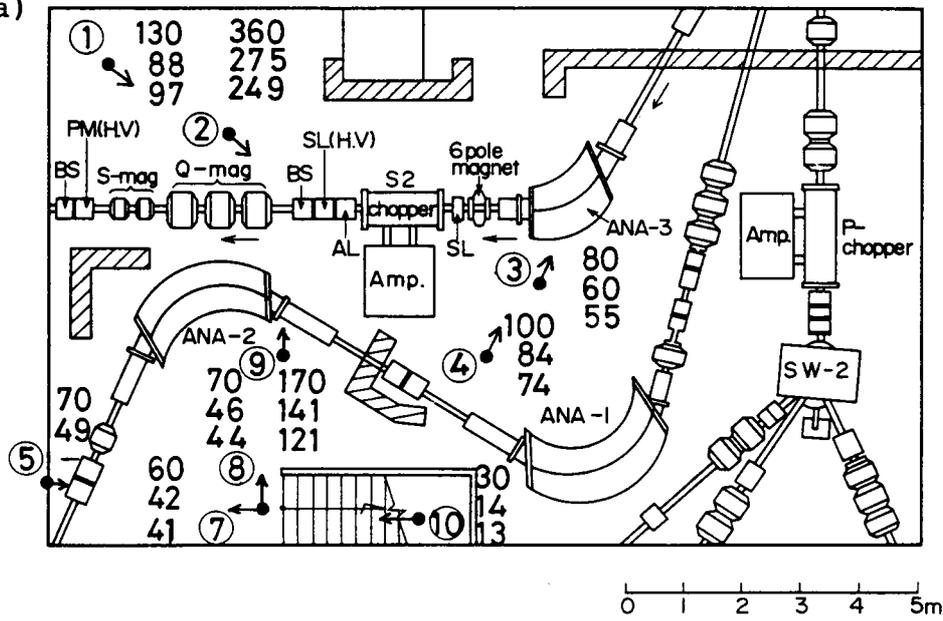 a)
① 130 360
88 275
97 249
②
PM(H.V) SL(H.V)
BS S-mag Q-mag BS S2 6 pole
magnet
chopper
AL SL ANA-3
Amp.
Amp. P-
chopper
③ 80
60
55
④ 100
84
74
ANA-2 ⑨
70 170
46 141
44 121
ANA-1
SW-2
70
49
⑤
60 ⑧
42
41 ⑦
⑩ 30
14
13
0 1 2 3 4 5m